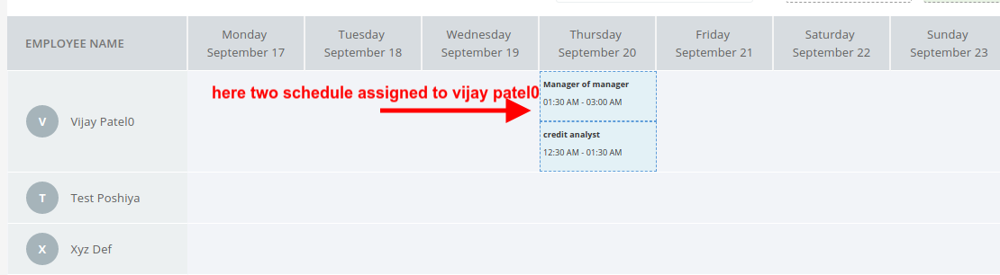 EMPLOYEE NAME
Monday
September 17
Tuesday
September 18
Wednesday
September 19
Thursday
September 20
Friday
September 21
Saturday
September 22
Sunday
September 23
V
Vijay Patel0
here two schedule assigned to vijay patel0
Manager of manager
01:30 AM - 03:00 AM
credit analyst
12:30 AM - 01:30 AM
T
Test Poshiya
X
Xyz Def